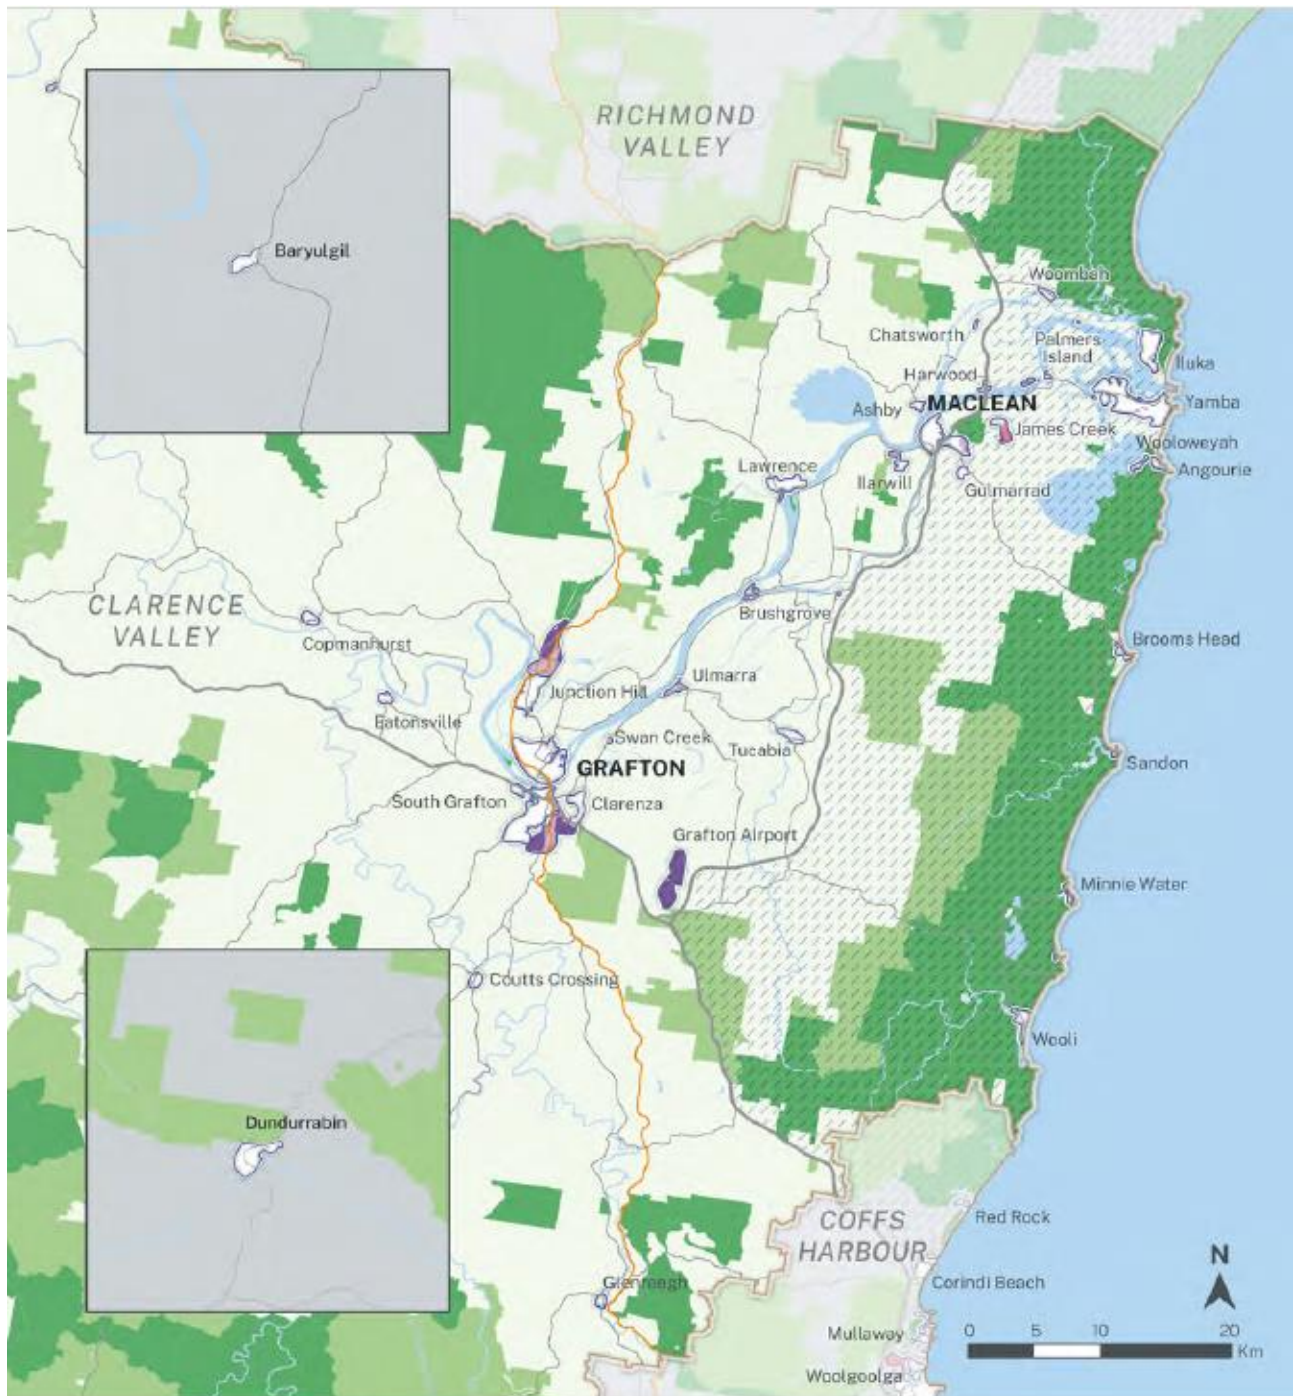 RICHMOND
VALLEY
Baryulgil
Woombah
Chatsworth
Palmers
Island
Iluka
Harwood
Ashby
MACLEAN
Yamba
James Creek
Wooloweyah
Lawrence
Angourie
Ilarwill
Gulmarrad
CLARENCE
VALLEY
Brushgrove
Copmanhurst
Brooms Head
Ulmarra
Junction Hill
Eatonsville
Swan Creek
Tucabia
Sandon
GRAFTON
South Grafton
Clarenza
Grafton Airport
Minnie Water
Coutts Crossing
Wooli
Dundurrabin
COFFS
HARBOUR
Red Rock
N
Glenreagh
Corindi Beach
Mullaway
0 5 10 20
Km
Woolgoolga